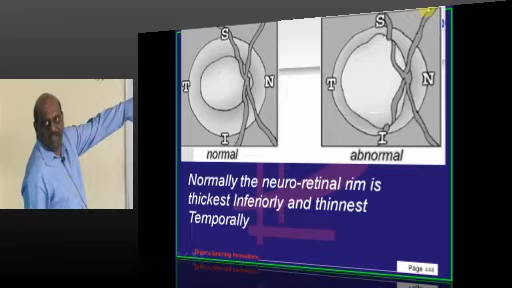 S
S
T
N
T
N
I
I
normal
abnormal
Normally the neuro-retinal rim is
thickest Inferiorly and thinnest
Temporally
Page